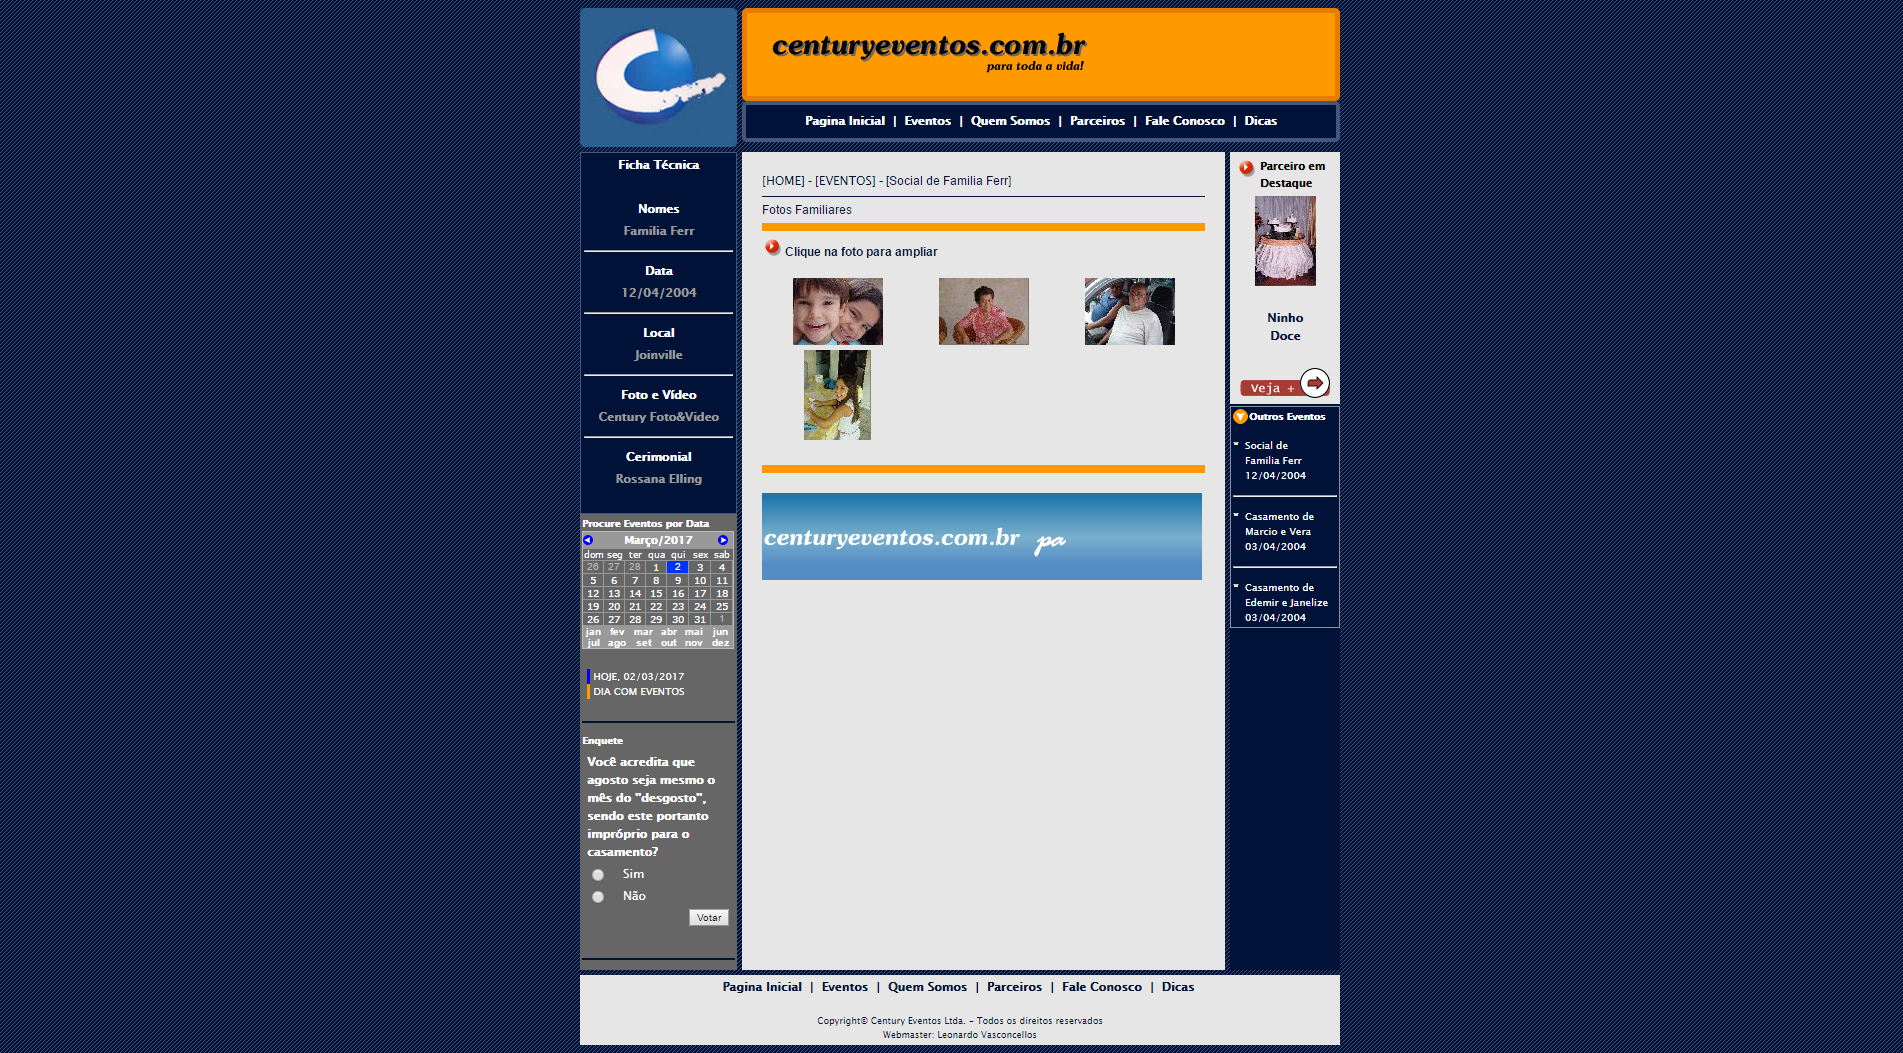 centuryeventos.com.br
para toda a vida!
Pagina Inicial | Eventos | Quem Somos | Parceiros | Fale Conosco | Dicas
Ficha Técnica
Nomes
Familia Ferr
Data
12/04/2004
Local
Joinville
Foto e Vídeo
Century Foto&Video
Cerimonial
Rossana Elling
Procure Eventos por Data
Março/2017
dom seg ter qua qui sex sab
26 27 28 1 2 3 4
5 6 7 8 9 10 11
12 13 14 15 16 17 18
19 20 21 22 23 24 25
26 27 28 29 30 31 1
jan fev mar abr mai jun
jul ago set out nov dez
HOJE, 02/03/2017
DIA COM EVENTOS
Enquete
Você acredita que
agosto seja mesmo o
mês do "desgosto",
sendo este portanto
impróprio para o
casamento?
Sim
Não
Votar
[HOME] - [EVENTOS] - [Social de Familia Ferr]
Fotos Familiares
Clique na foto para ampliar
centuryeventos.com.br pa
Parceiro em
Destaque
Ninho
Doce
Veja +
Outros Eventos
Social de
Familia Ferr
12/04/2004
Casamento de
Marcio e Vera
03/04/2004
Casamento de
Edemir e Janelize
03/04/2004
Pagina Inicial | Eventos | Quem Somos | Parceiros | Fale Conosco | Dicas
Copyright© Century Eventos Ltda. - Todos os direitos reservados
Webmaster: Leonardo Vasconcellos